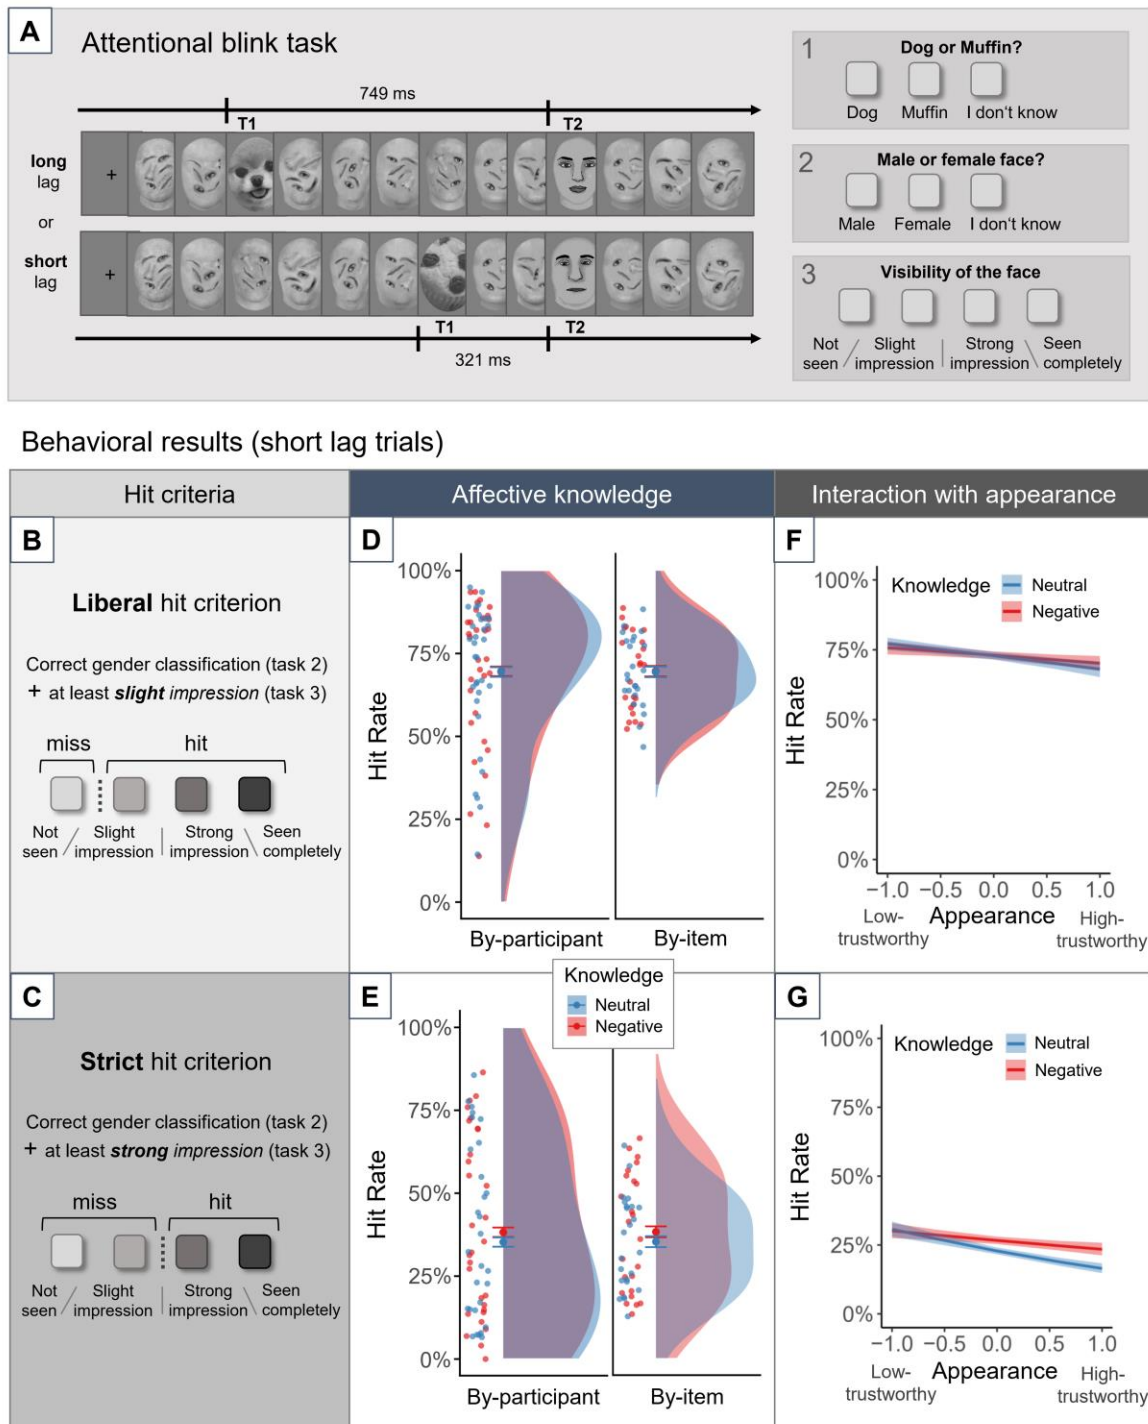 A
Attentional blink task
749 ms
T1
T2
long
lag
or
short
lag
+
+
T1
T2
321 ms
1
Dog or Muffin?
Dog
Muffin
I don't know
2
Male or female face?
Male
Female
I don't know
3
Visibility of the face
Not seen / Slight impression | Strong impression \ Seen completely
Behavioral results (short lag trials)
Hit criteria
Affective knowledge
Interaction with appearance
B
Liberal hit criterion
Correct gender classification (task 2)
+ at least slight impression (task 3)
miss
hit
Not seen / Slight impression | Strong impression \ Seen completely
D
100%
75%
50%
25%
0%
Hit Rate
By-participant
By-item
F
100%
75%
50%
25%
0%
Hit Rate
Knowledge
Neutral
Negative
−1.0 −0.5 0.0 0.5 1.0
Low-trustworthy
Appearance
High-trustworthy
C
Strict hit criterion
Correct gender classification (task 2)
+ at least strong impression (task 3)
miss
hit
Not seen / Slight impression | Strong impression \ Seen completely
E
Knowledge
Neutral
Negative
100%
75%
50%
25%
0%
Hit Rate
By-participant
By-item
G
100%
75%
50%
25%
0%
Hit Rate
Knowledge
Neutral
Negative
−1.0 −0.5 0.0 0.5 1.0
Low-trustworthy
Appearance
High-trustworthy